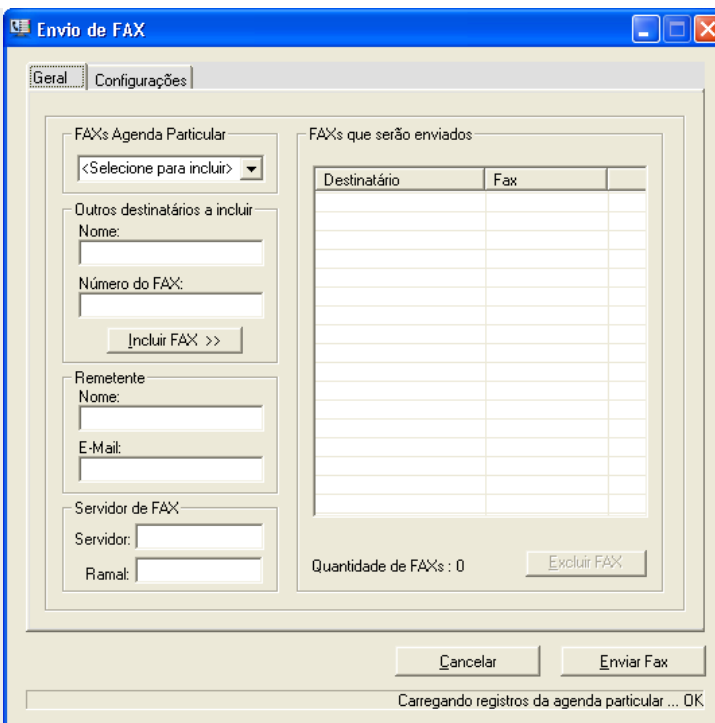 Envio de FAX
Geral
Configurações
FAXs Agenda Particular
<Selecione para incluir>
Outros destinatários a incluir
Nome:
Número do FAX:
Incluir FAX >>
Remetente
Nome:
E-Mail:
Servidor de FAX
Servidor:
Ramal:
FAXs que serão enviados
Destinatário Fax
Quantidade de FAXs : 0
Excluir FAX
Cancelar
Enviar Fax
Carregando registros da agenda particular ... OK